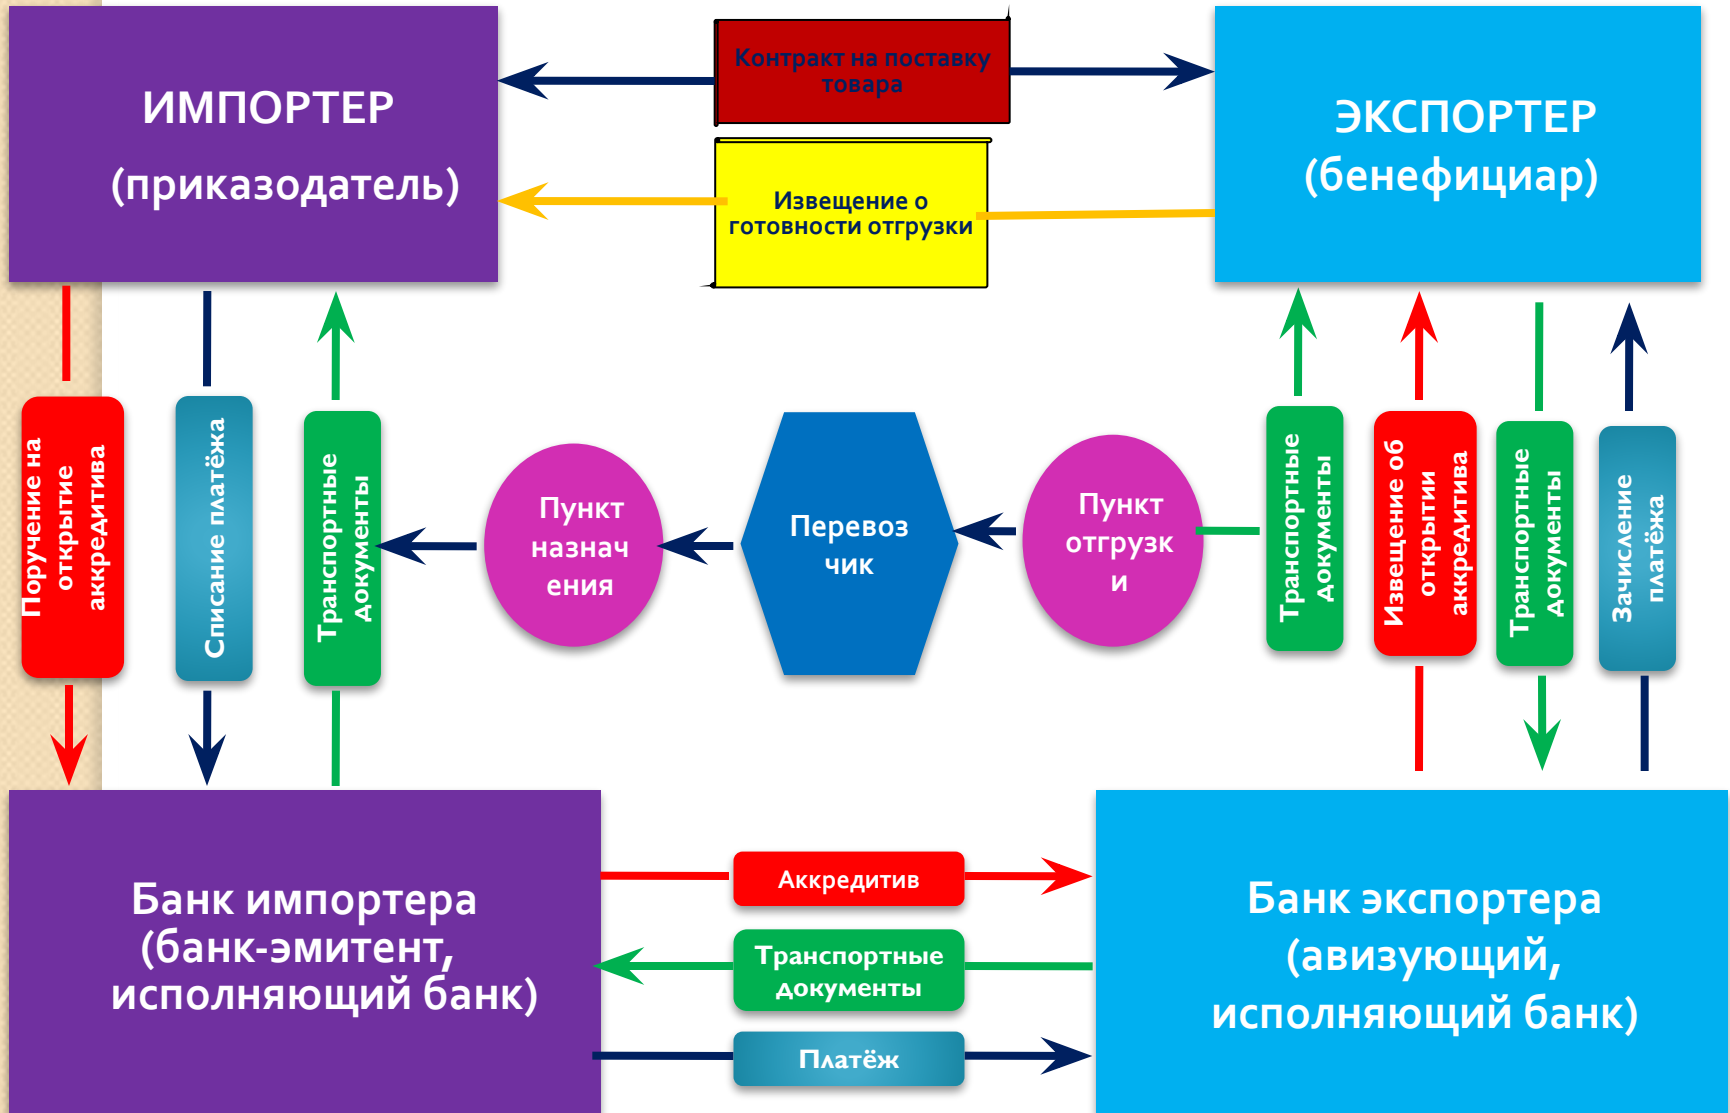 ИМПОРТЕР
(приказодатель)
Контракт на поставку
товара
Извещение о
готовности отгрузки
ЭКСПОРТЕР
(бенефициар)
Поручение на
открытие
аккредитива
Списание платёжа
Транспортные
документы
Пункт
назнач
ения
Перевоз
чик
Пункт
отгрузк
и
Транспортные
документы
Извещение об
открытии
аккредитива
Транспортные
документы
Зачисление
платёжа
Банк импортера
(банк-эмитент,
исполняющий банк)
Аккредитив
Транспортные
документы
Платёж
Банк экспортера
(авизующий,
исполняющий банк)